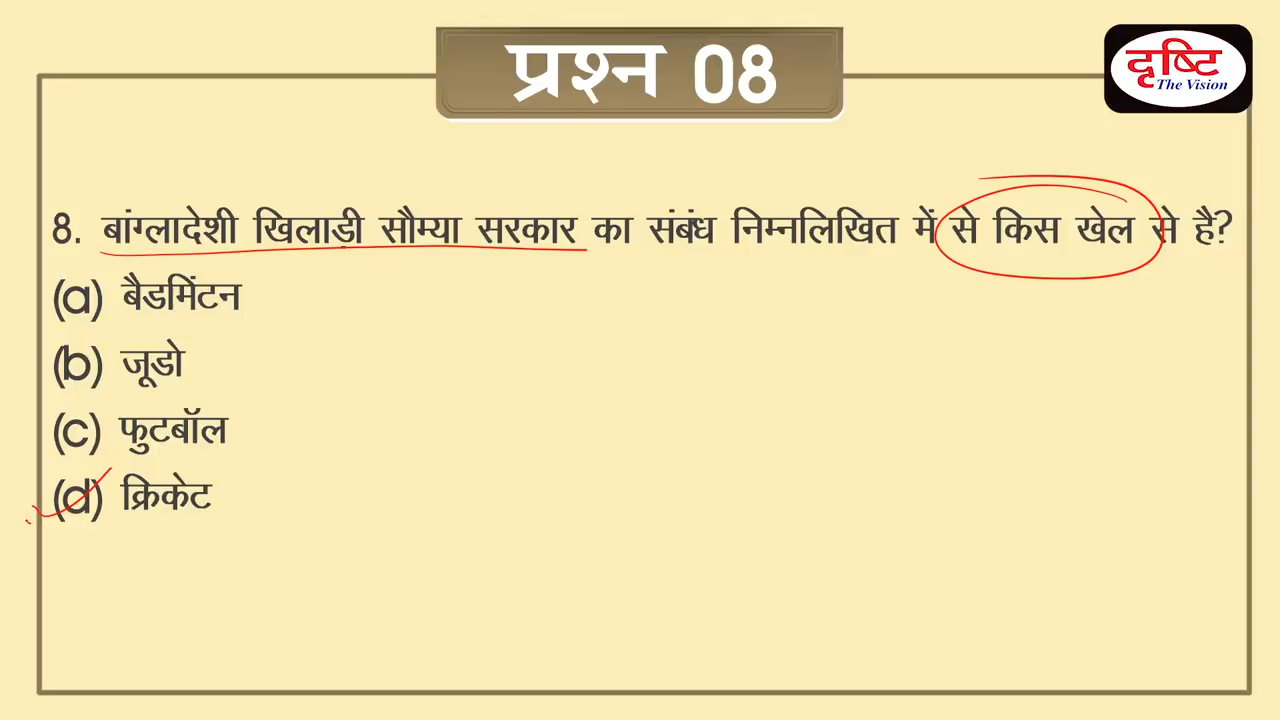 प्रश्न 08
दृष्टि
The Vision
8. बांग्लादेशी खिलाड़ी सौम्या सरकार का संबंध निम्नलिखित में से किस खेल से है?
(a) बैडमिंटन
(b) जूडो
(c) फुटबॉल
(d) क्रिकेट